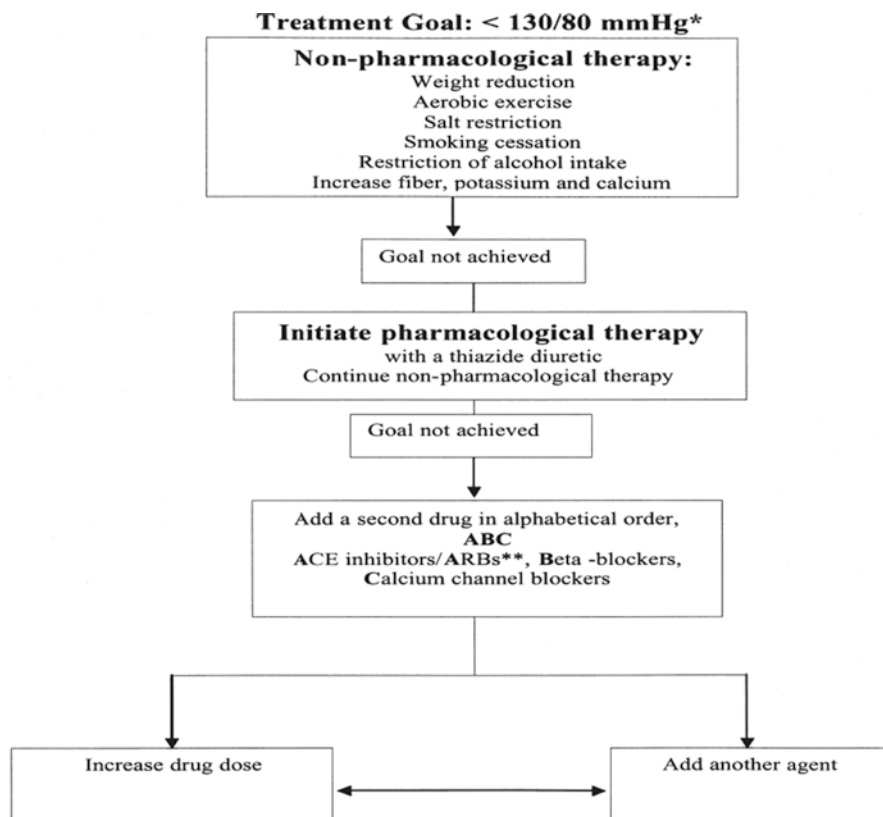 Treatment Goal: < 130/80 mmHg*
Non-pharmacological therapy:
Weight reduction
Aerobic exercise
Salt restriction
Smoking cessation
Restriction of alcohol intake
Increase fiber, potassium and calcium
Goal not achieved
Initiate pharmacological therapy
with a thiazide diuretic
Continue non-pharmacological therapy
Goal not achieved
Add a second drug in alphabetical order,
ABC
ACE inhibitors/ARBs**, Beta -blockers,
Calcium channel blockers
Increase drug dose
Add another agent